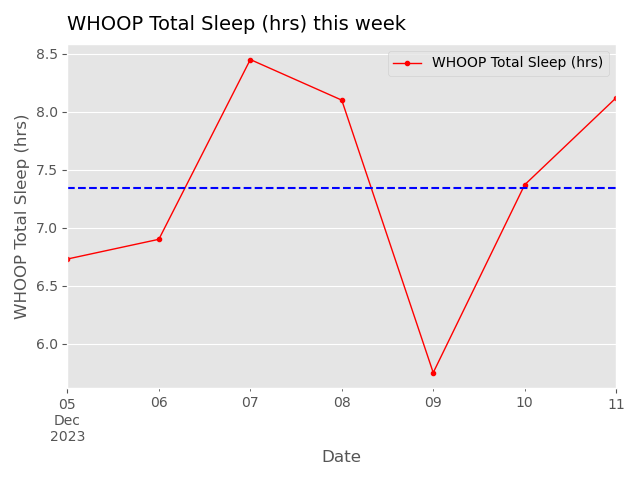 WHOOP Total Sleep (hrs) this week
WHOOP Total Sleep (hrs)
WHOOP Total Sleep (hrs)
8.5
8.0
7.5
7.0
6.5
6.0
05 06 07 08 09 10 11
Dec
2023
Date